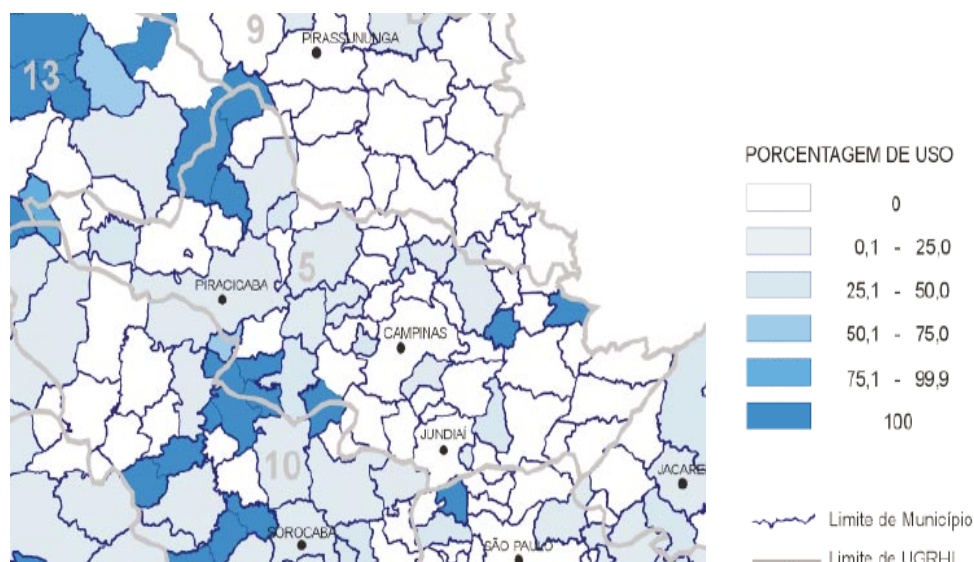 9
PIRASSUNUNGA
13
5
PIRACICABA
CAMPINAS
JUNDIAÍ
10
JACARE
SOROCABA
SÃO PAULO
PORCENTAGEM DE USO
0
0,1 - 25,0
25,1 - 50,0
50,1 - 75,0
75,1 - 99,9
100
Limite de Município
Limite de UGRHI